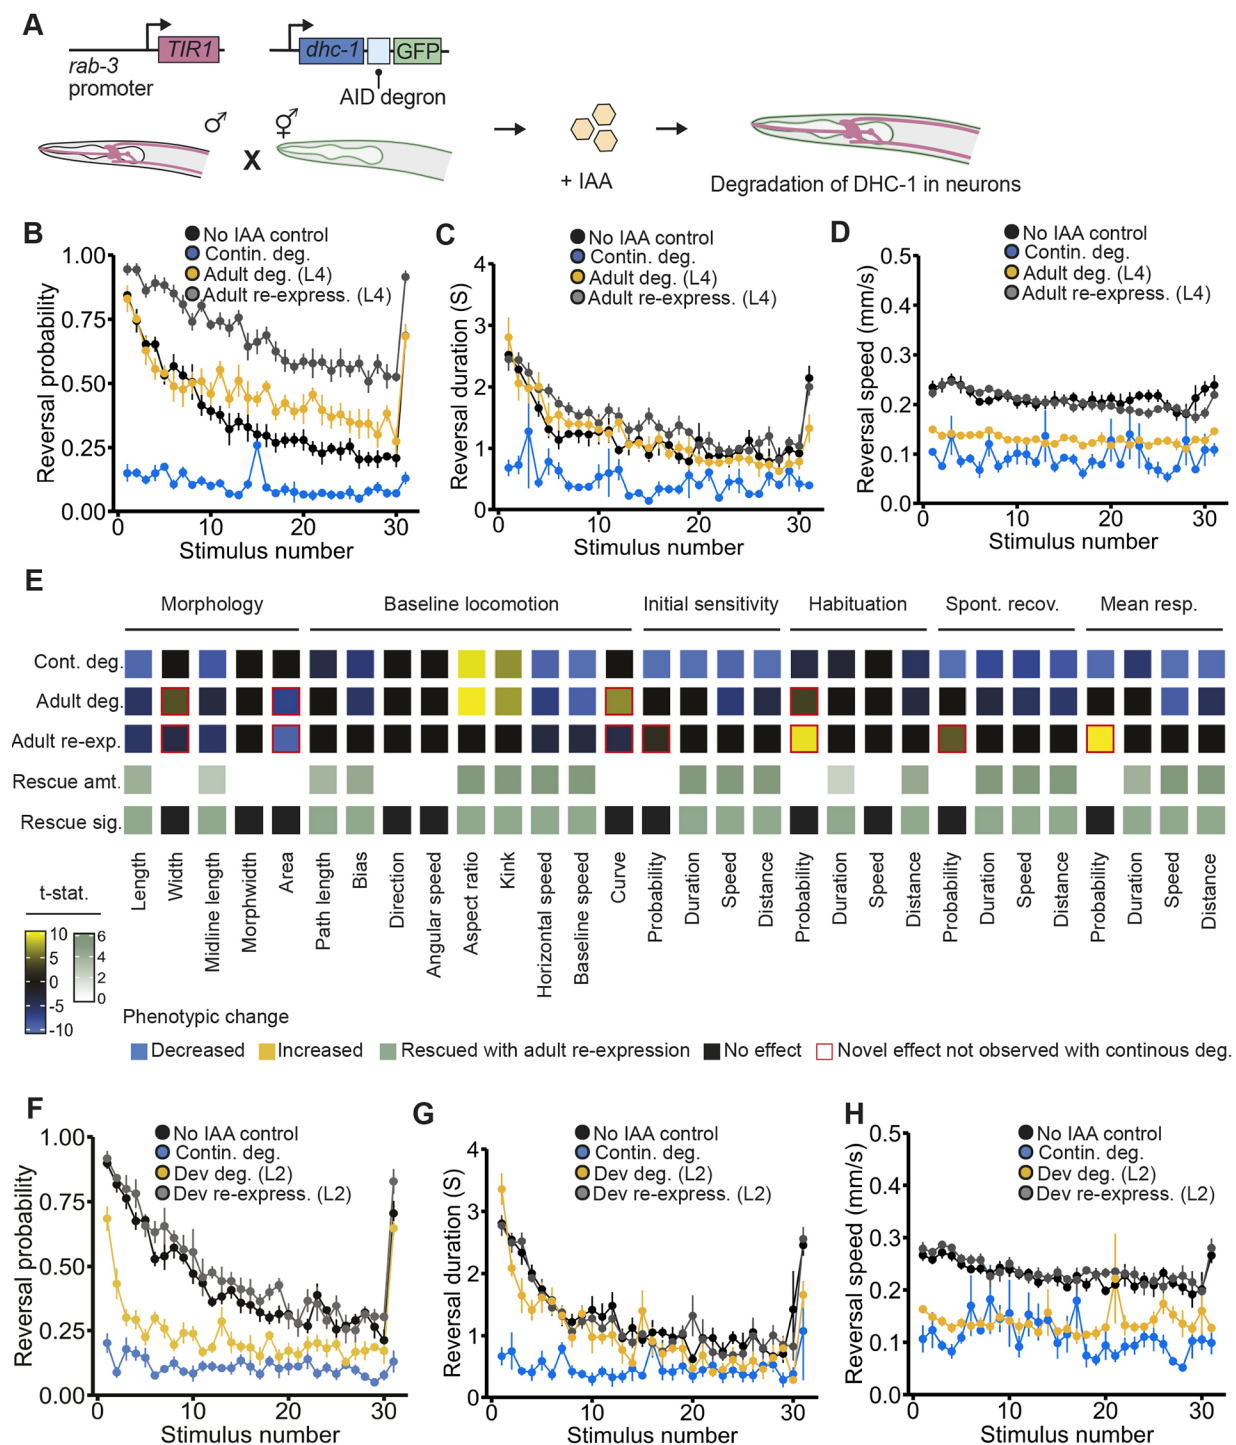 A
TIR1
rab-3
promoter
dhc-1
GFP
AID degron
♂
⚥
X
+ IAA
Degradation of DHC-1 in neurons
B
No IAA control
Contin. deg.
Adult deg. (L4)
Adult re-express. (L4)
Reversal probability
1.00
0.75
0.50
0.25
0.00
0 10 20 30
Stimulus number
C
No IAA control
Contin. deg.
Adult deg. (L4)
Adult re-express. (L4)
Reversal duration (S)
4
3
2
1
0
0 10 20 30
Stimulus number
D
No IAA control
Contin. deg.
Adult deg. (L4)
Adult re-express. (L4)
Reversal speed (mm/s)
0.5
0.4
0.3
0.2
0.1
0.0
0 10 20 30
Stimulus number
E
Morphology Baseline locomotion Initial sensitivity Habituation Spont. recov. Mean resp.
Cont. deg.
Adult deg.
Adult re-exp.
Rescue amt.
Rescue sig.
Length
Width
Midline length
Morphwidth
Area
Path length
Bias
Direction
Angular speed
Aspect ratio
Kink
Horizontal speed
Baseline speed
Curve
Probability
Duration
Speed
Distance
Probability
Duration
Speed
Distance
Probability
Duration
Speed
Distance
Probability
Duration
Speed
Distance
t-stat.
10
5
0
-5
-10
6
4
2
0
Phenotypic change
Decreased Increased Rescued with adult re-expression No effect Novel effect not observed with continous deg.
F
No IAA control
Contin. deg.
Dev deg. (L2)
Dev re-express. (L2)
Reversal probability
1.00
0.75
0.50
0.25
0.00
0 10 20 30
Stimulus number
G
No IAA control
Contin. deg.
Dev deg. (L2)
Dev re-express. (L2)
Reversal duration (S)
4
3
2
1
0
0 10 20 30
Stimulus number
H
No IAA control
Contin. deg.
Dev deg. (L2)
Dev re-express. (L2)
Reversal speed (mm/s)
0.5
0.4
0.3
0.2
0.1
0.0
0 10 20 30
Stimulus number